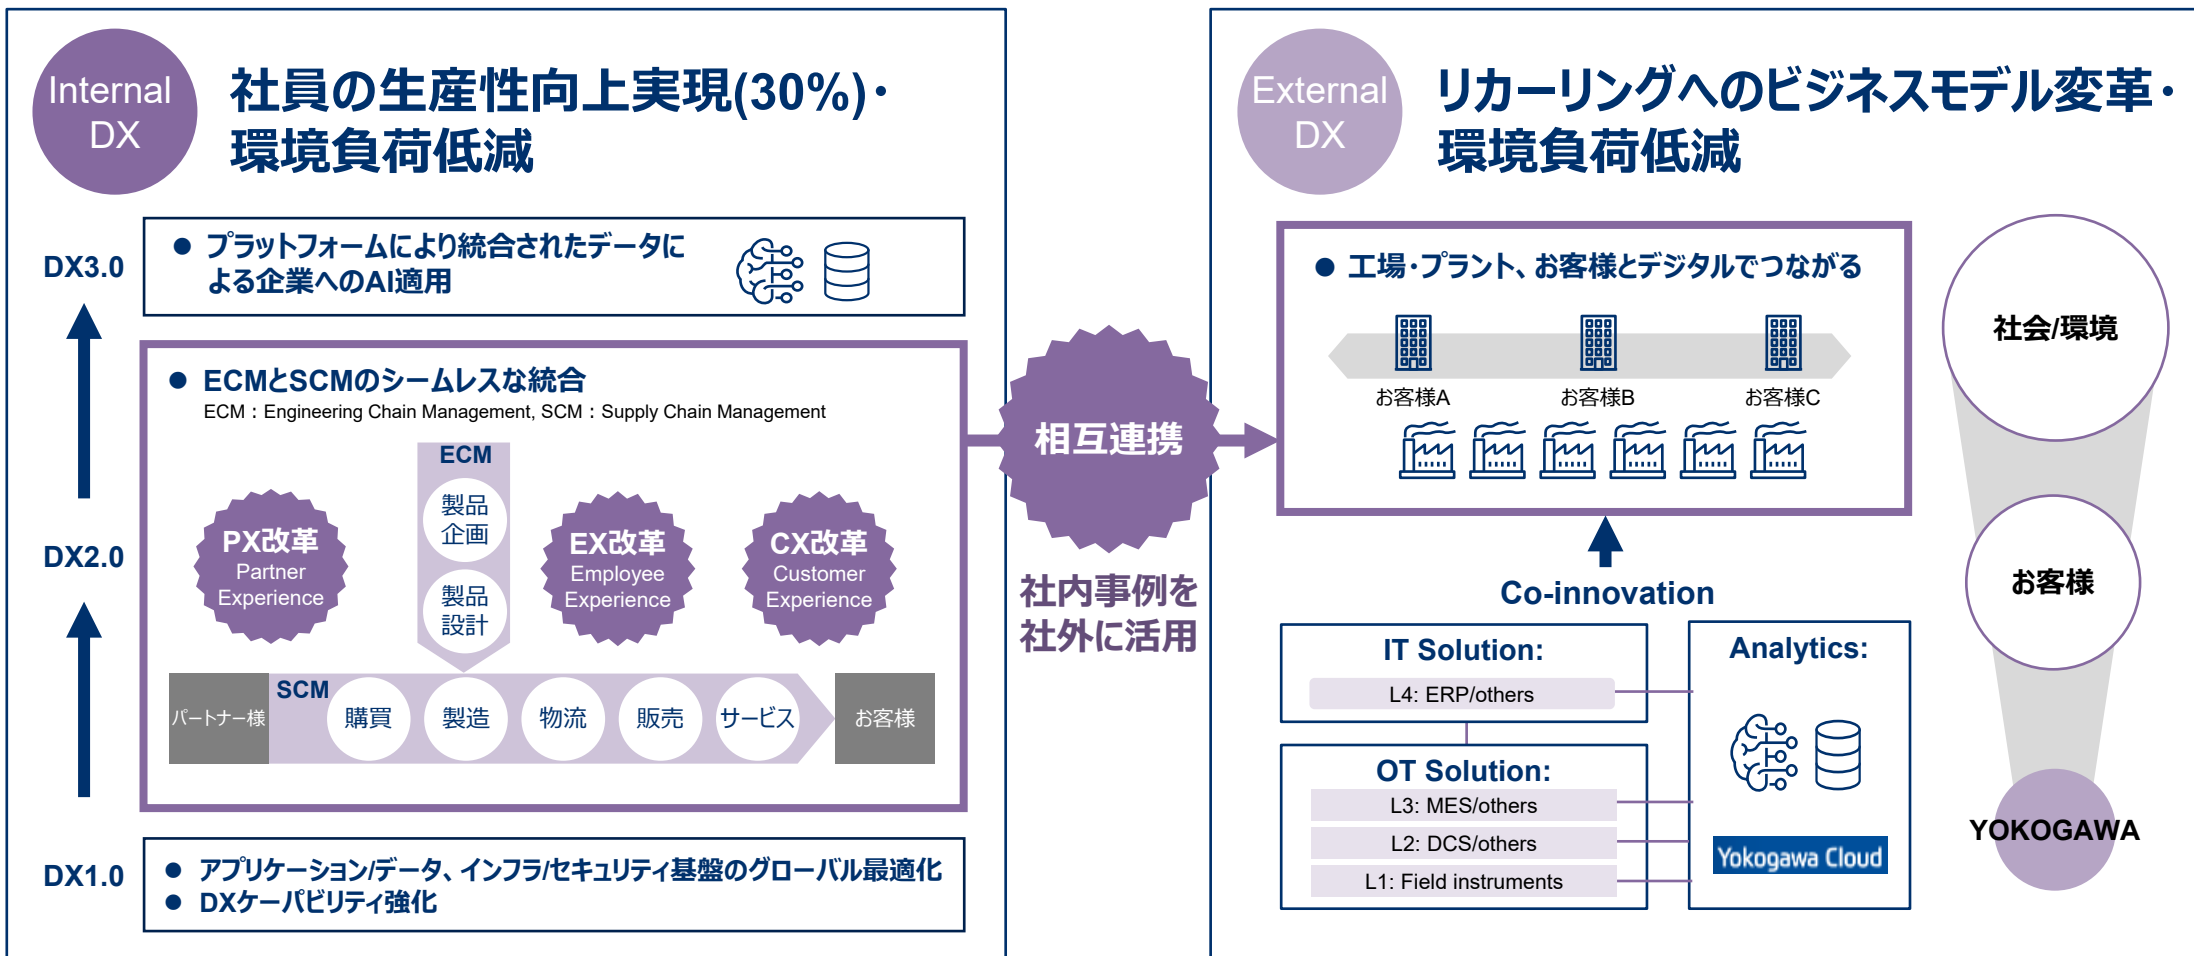 Internal
DX
社員の生産性向上実現(30%)・
環境負荷低減
DX3.0
● プラットフォームにより統合されたデータに
よる企業へのAI適用
DX2.0
● ECMとSCMのシームレスな統合
ECM：Engineering Chain Management, SCM：Supply Chain Management
ECM
製品
企画
製品
設計
PX改革
Partner
Experience
EX改革
Employee
Experience
CX改革
Customer
Experience
パートナー様
SCM
購買
製造
物流
販売
サービス
お客様
DX1.0
● アプリケーション/データ、インフラ/セキュリティ基盤のグローバル最適化
● DXケーパビリティ強化
相互連携
社内事例を
社外に活用
External
DX
リカーリングへのビジネスモデル変革・
環境負荷低減
● 工場・プラント、お客様とデジタルでつながる
お客様A
お客様B
お客様C
Co-innovation
IT Solution:
L4: ERP/others
OT Solution:
L3: MES/others
L2: DCS/others
L1: Field instruments
Analytics:
Yokogawa Cloud
社会/環境
お客様
YOKOGAWA